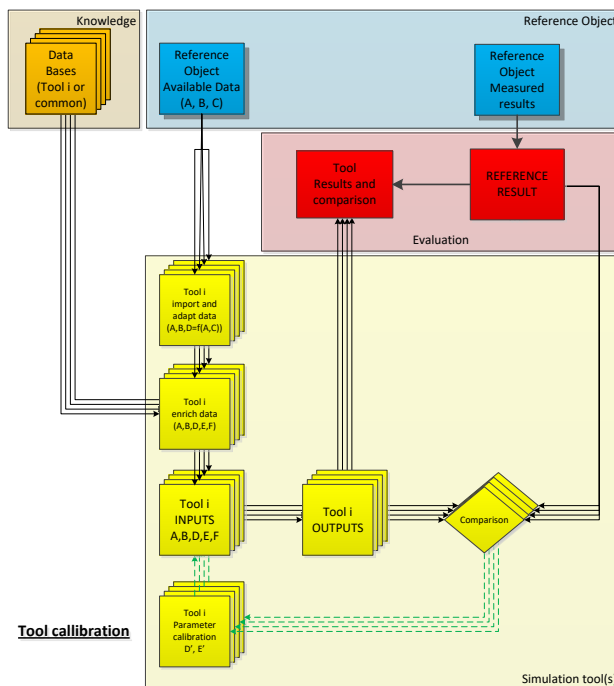 Knowledge
Reference Object
Data
Bases
(Tool i or
common)
Reference
Object
Available Data
(A, B, C)
Reference
Object
Measured
results
Tool
Results and
comparison
REFERENCE
RESULT
Evaluation
Tool i
import and
adapt data
(A,B,D=f(A,C))
Tool i
enrich data
(A,B,D,E,F)
Tool i
INPUTS
A,B,D,E,F
Tool i
OUTPUTS
Comparison
Tool i
Parameter
calibration
D', E'
Tool callibration
Simulation tool(s